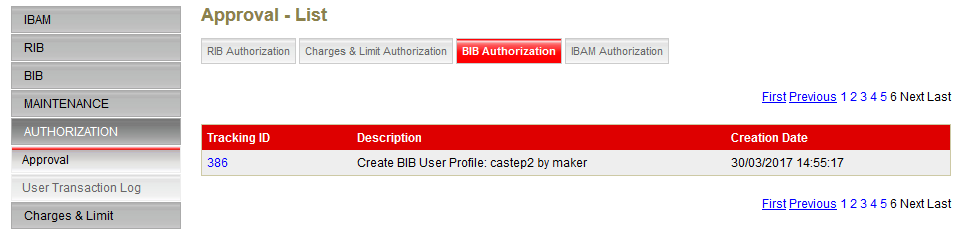 IBAM
RIB
BIB
MAINTENANCE
AUTHORIZATION
Approval
User Transaction Log
Charges & Limit
Approval - List
RIB Authorization Charges & Limit Authorization BIB Authorization IBAM Authorization
First Previous 1 2 3 4 5 6 Next Last
Tracking ID Description Creation Date
386 Create BIB User Profile: castep2 by maker 30/03/2017 14:55:17
First Previous 1 2 3 4 5 6 Next Last